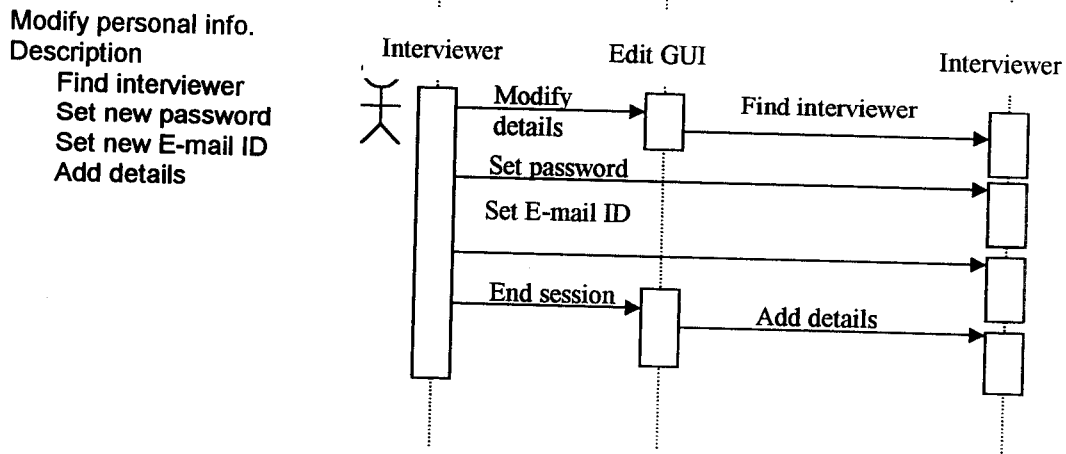 Modify personal info.
Description
Find interviewer
Set new password
Set new E-mail ID
Add details
Interviewer
Edit GUI
Interviewer
Modify
details
Find interviewer
Set password
Set E-mail ID
End session
Add details